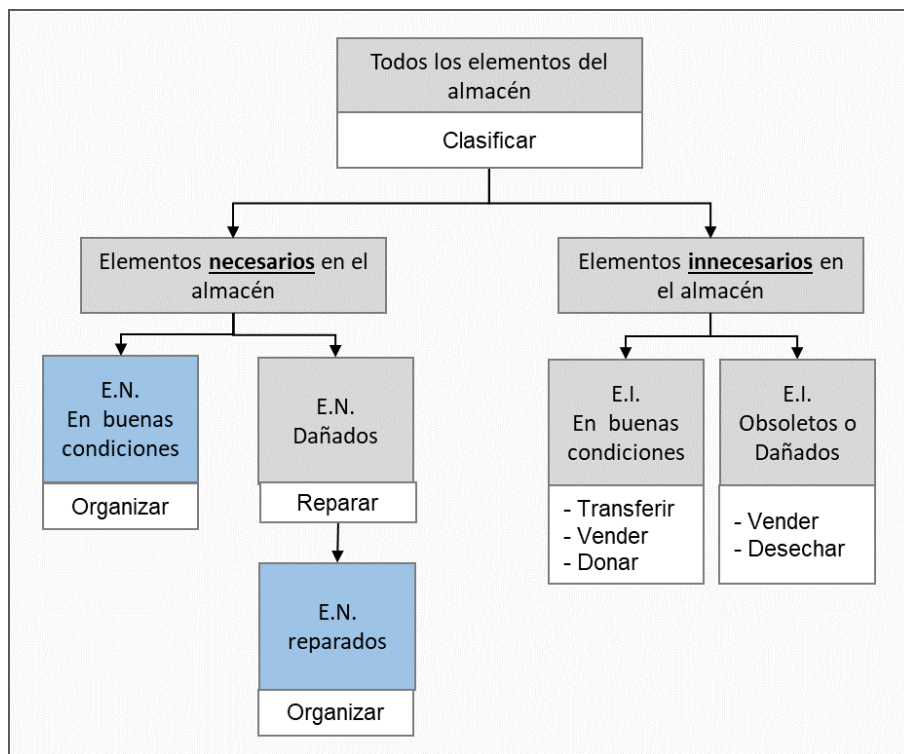 Todos los elementos del
almacén
Clasificar
Elementos necesarios en el
almacén
Elementos innecesarios en
el almacén
E.N.
En buenas
condiciones
Organizar
E.N.
Dañados
Reparar
E.I.
En buenas
condiciones
- Transferir
- Vender
- Donar
E.I.
Obsoletos o
Dañados
- Vender
- Desechar
E.N.
reparados
Organizar